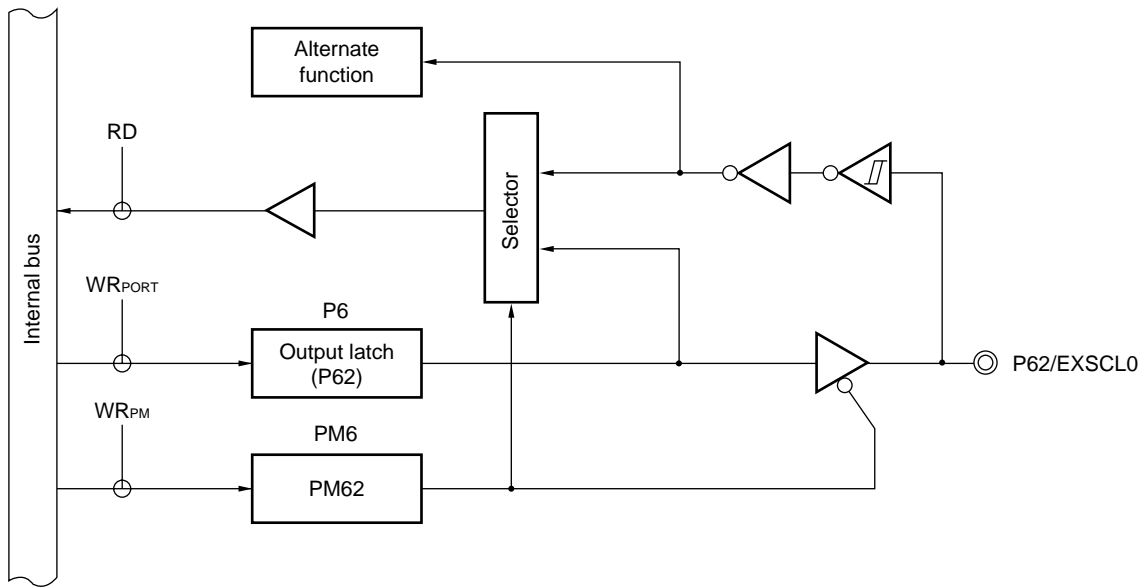 Alternate
function
RD
Selector
Internal bus
WRPORT
P6
Output latch
(P62)
P62/EXSCL0
WRPM
PM6
PM62